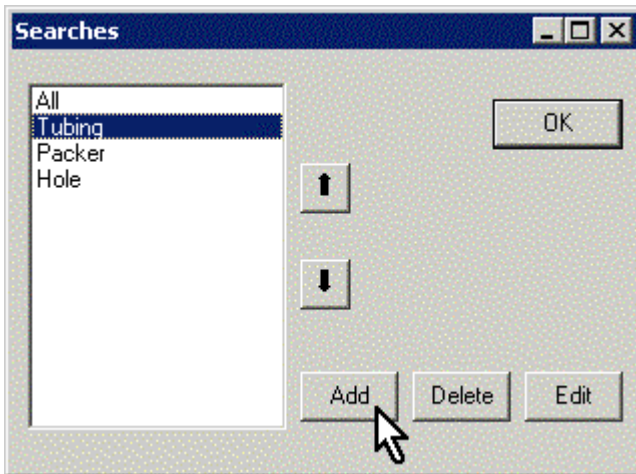 Searches
All
Tubing
Packer
Hole
OK
Add
Delete
Edit